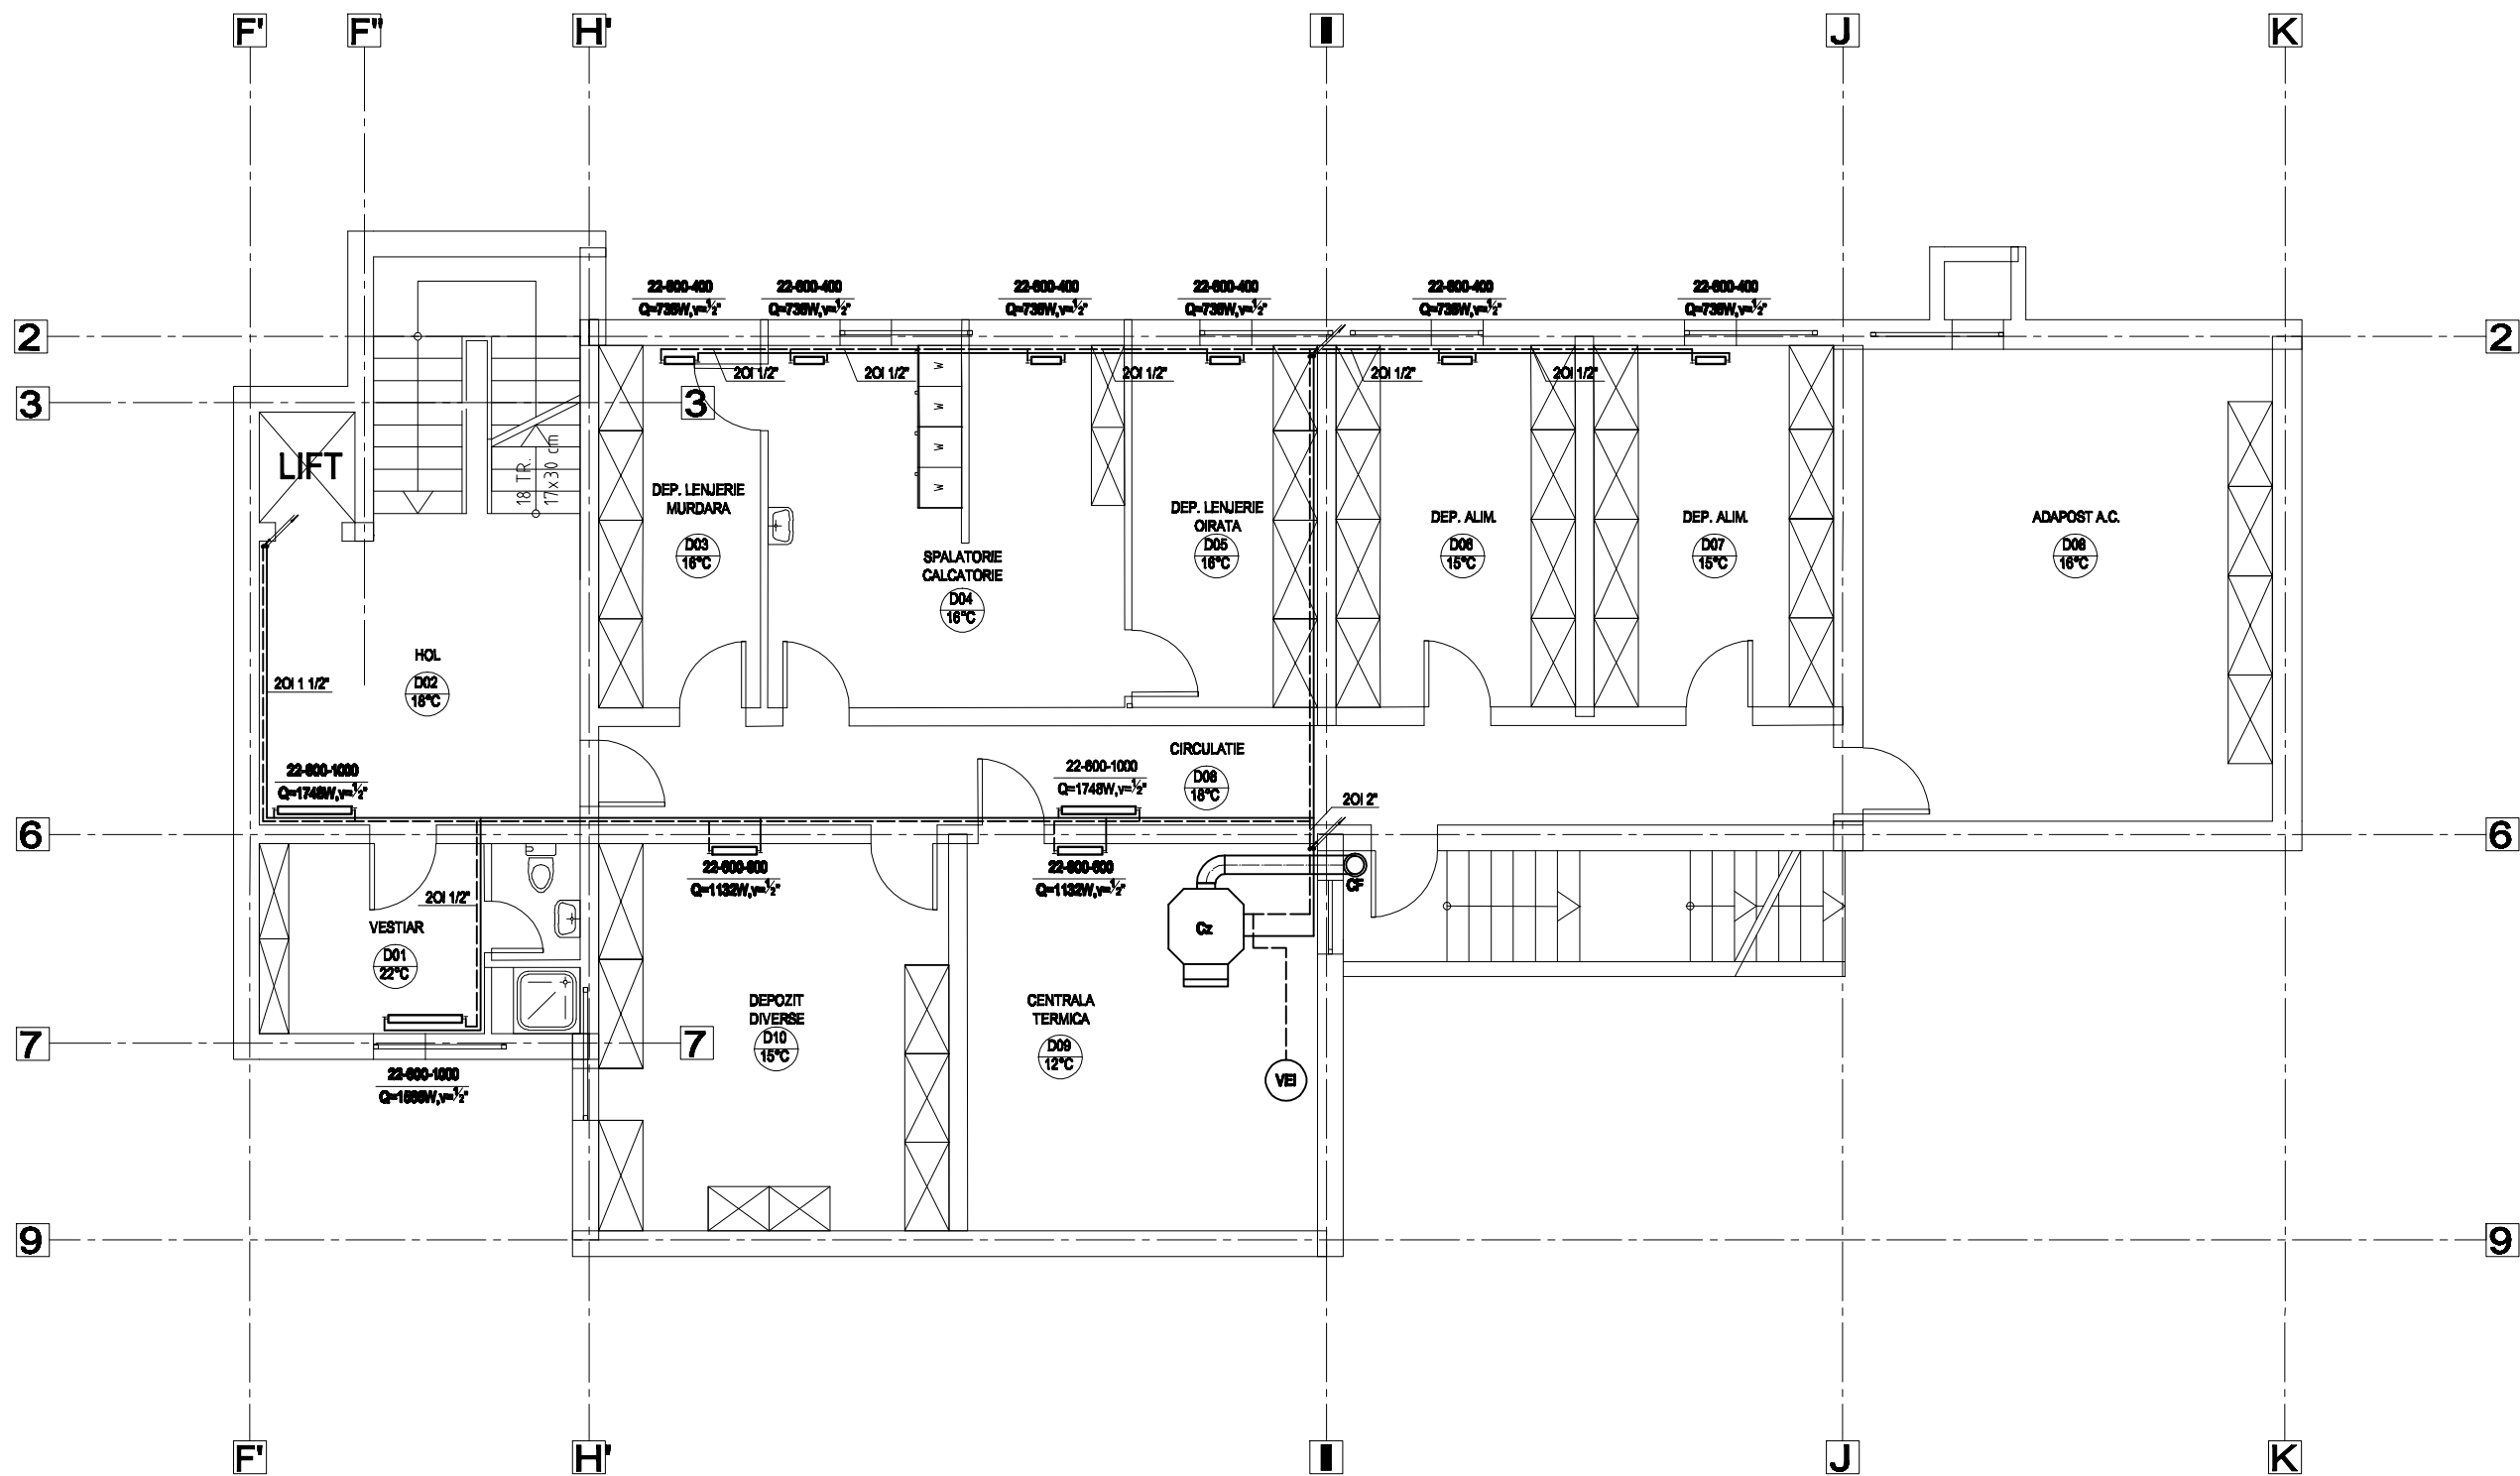 F' F" H' I J K
22-600-400 22-600-400 22-600-400 22-600-400 22-600-400 22-600-400
Q=736W,v=½" Q=736W,v=½" Q=736W,v=½" Q=736W,v=½" Q=736W,v=½" Q=736W,v=½"
2 2
2OI 1/2" 2OI 1/2" 2OI 1/2" 2OI 1/2" 2OI 1/2"
3 3
W
W
W
W
LIFT
18 TR.
17x30 cm
DEP. LENJERIE
MURDARA
D03
16°C
SPALATORIE
CALCATORIE
D04
16°C
DEP. LENJERIE
OIRATA
D05
16°C
DEP. ALIM.
D06
15°C
DEP. ALIM.
D07
15°C
ADAPOST A.C.
D08
16°C
HOL
D02
18°C
2OI 1 1/2"
22-600-1000
Q=1748W,v=½"
22-600-1000
Q=1748W,v=½"
CIRCULATIE
D08
18°C
2OI 2"
6 6
22-600-600
Q=1132W,v=½"
22-600-600
Q=1132W,v=½"
2OI 1/2"
VESTIAR
D01
22°C
Cz
DEPOZIT
DIVERSE
D10
15°C
CENTRALA
TERMICA
D09
12°C
VEI
7 7
22-600-1000
9 9
F' H' I J K